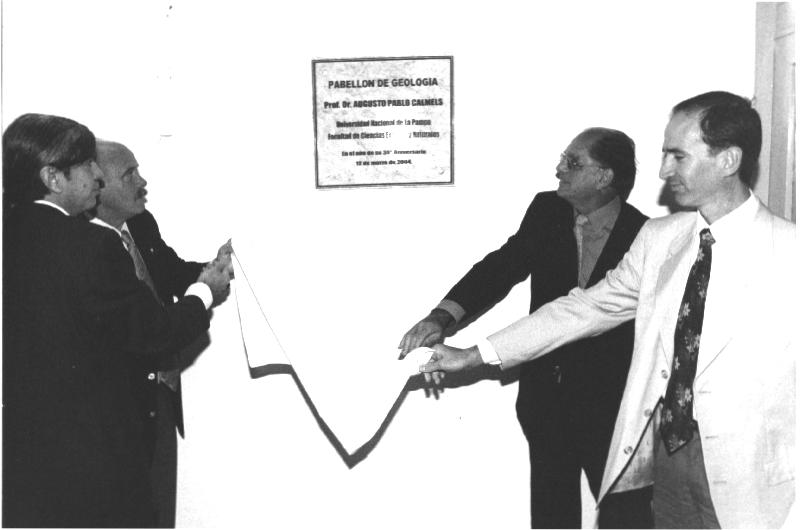 PABELLON DE GEOLOGIA
Prof. Dr. AUGUSTO PABLO CALMELS
Universidad Nacional de La Pampa
Facultad de Ciencias E y Naturales
En el año de su 30° Aniversario
12 de marzo de 2004.